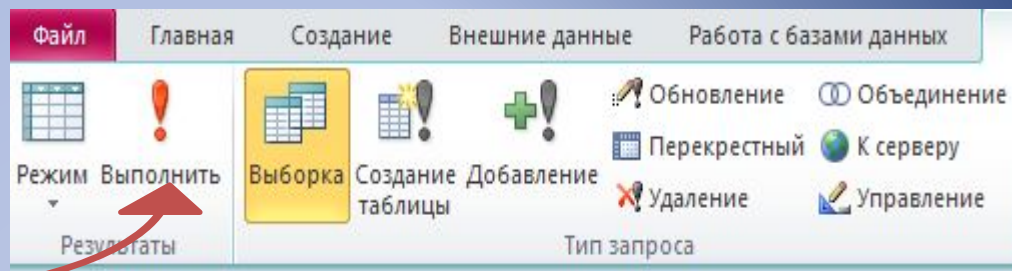 Файл Главная Создание Внешние данные Работа с базами данных
Режим
Выполнить
Выборка
Создание
таблицы
Добавление
Обновление
Перекрестный
Удаление
Объединение
К серверу
Управление
Результаты
Тип запроса